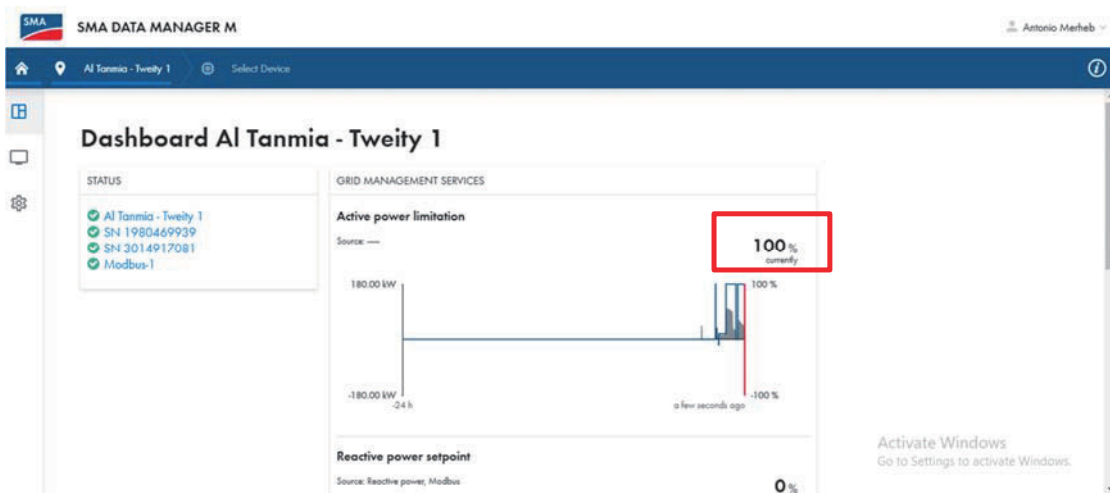 SMA
SMA DATA MANAGER M
Antonio Merheb
Al Tanmia - Tweity 1
Select Device
Dashboard Al Tanmia - Tweity 1
STATUS
Al Tanmia - Tweity 1
SN 1980469939
SN 3014917081
Modbus-1
GRID MANAGEMENT SERVICES
Active power limitation
Source: —
100 %
currently
180.00 kW
100 %
-180.00 kW
-100 %
-24 h
a few seconds ago
Reactive power setpoint
Source: Reactive power, Modbus
0 %
Activate Windows
Go to Settings to activate Windows.